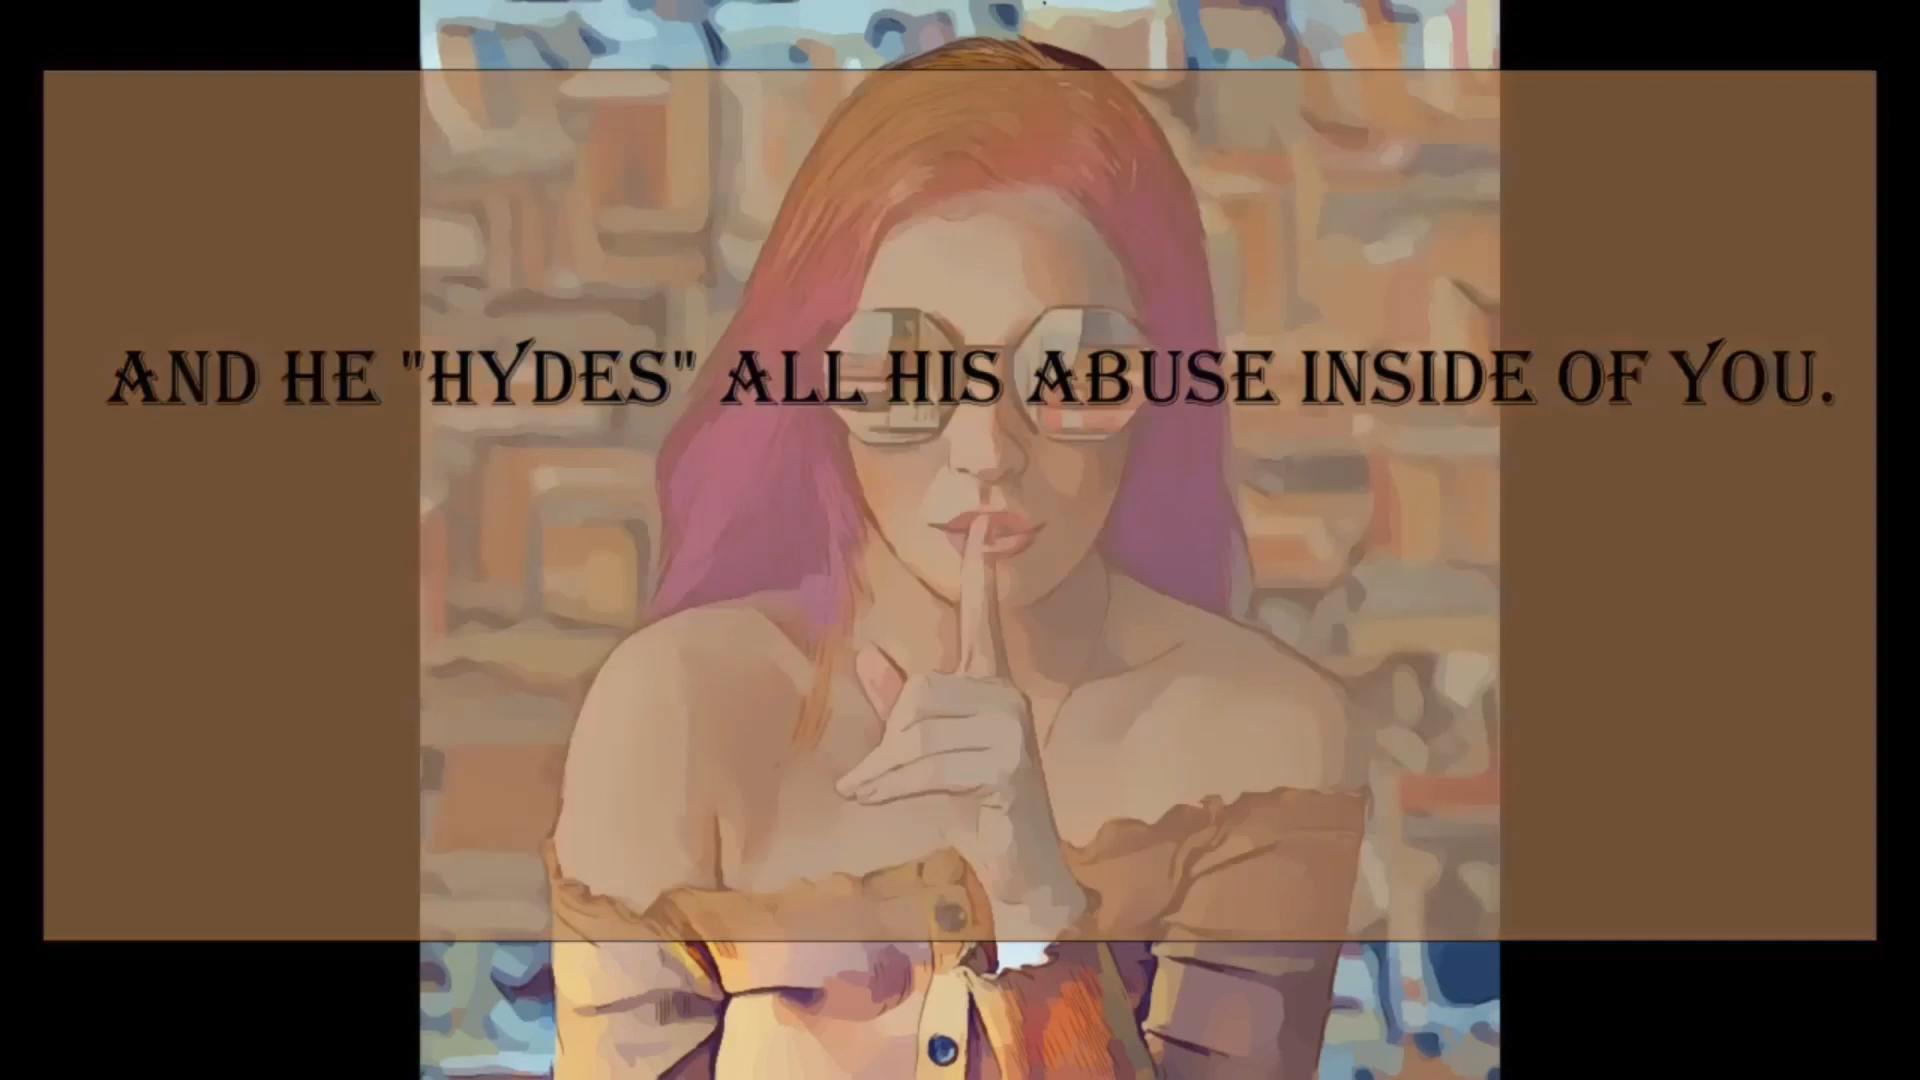 AND HE "HYDES" ALL HIS ABUSE INSIDE OF YOU.